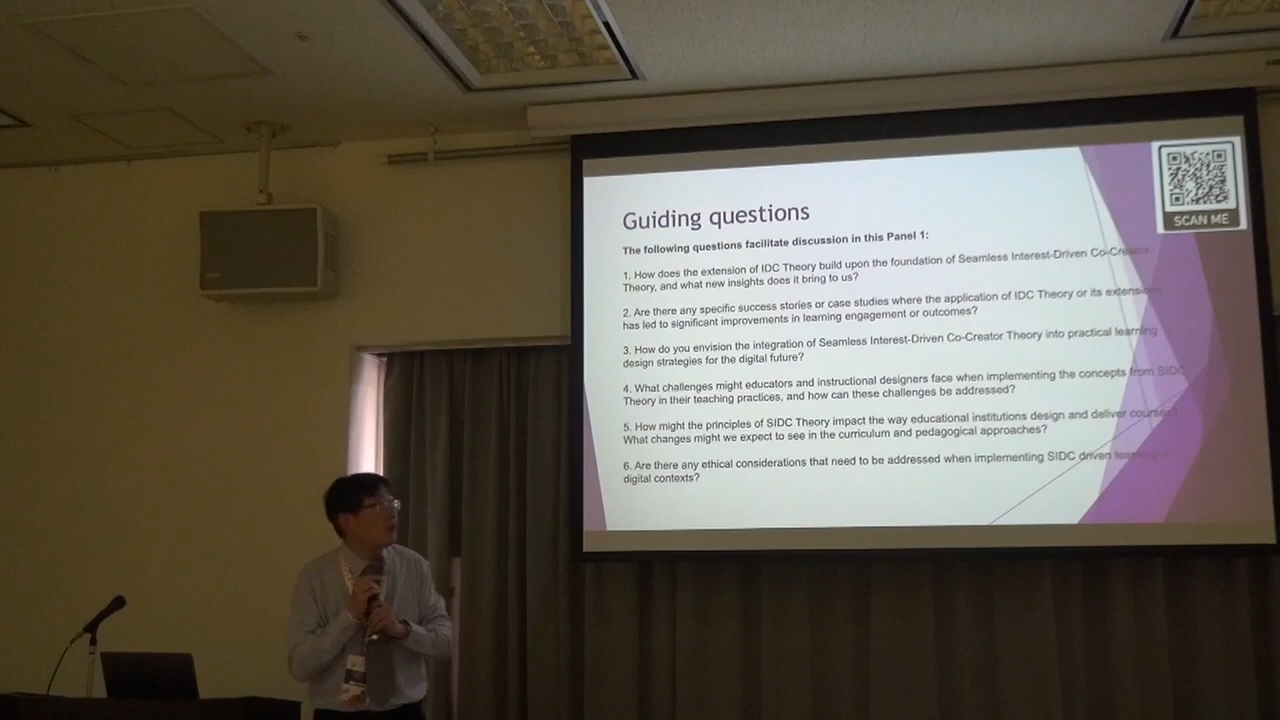 Guiding questions
The following questions facilitate discussion in this Panel 1:
1. How does the extension of IDC Theory build upon the foundation of Seamless Interest-Driven Co-Creator
Theory, and what new insights does it bring to us?
2. Are there any specific success stories or case studies where the application of IDC Theory or its extensions
has led to significant improvements in learning engagement or outcomes?
3. How do you envision the integration of Seamless Interest-Driven Co-Creator Theory into practical learning
design strategies for the digital future?
4. What challenges might educators and instructional designers face when implementing the concepts from SIDC
Theory in their teaching practices, and how can these challenges be addressed?
5. How might the principles of SIDC Theory impact the way educational institutions design and deliver courses?
What changes might we expect to see in the curriculum and pedagogical approaches?
6. Are there any ethical considerations that need to be addressed when implementing SIDC driven learning in
digital contexts?
SCAN ME